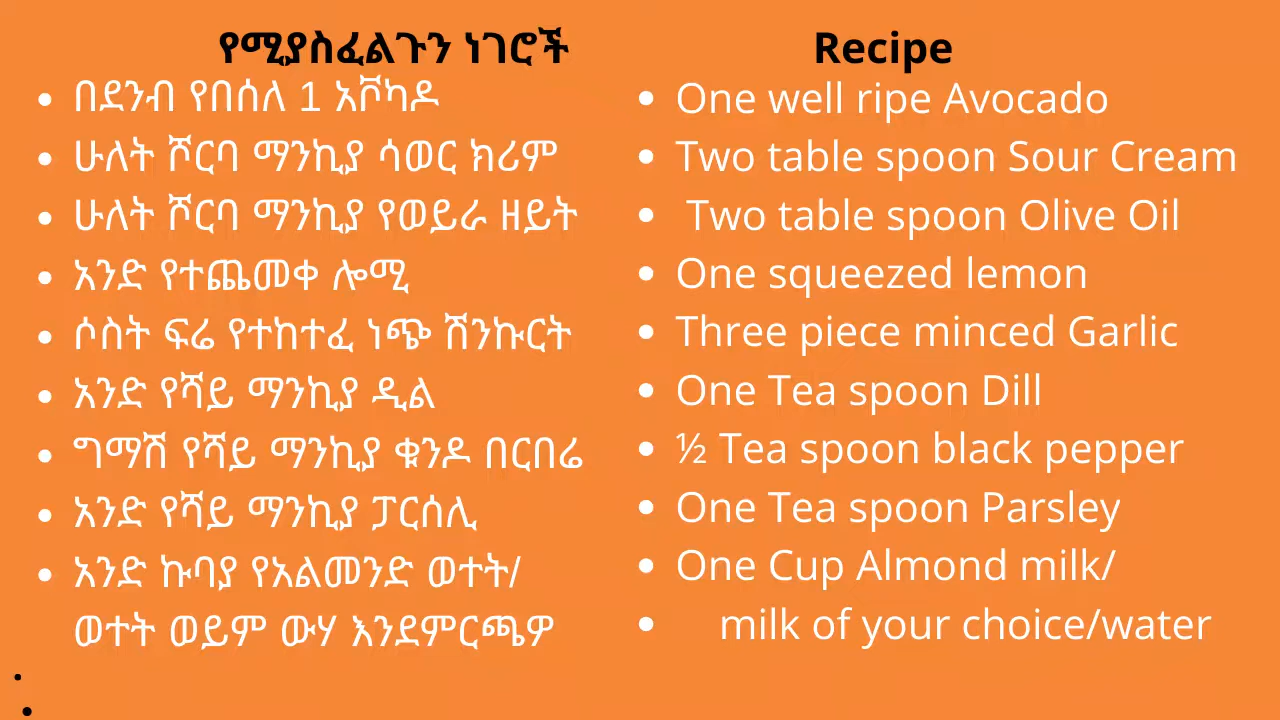 የሚያስፈልጉን ነገሮች
በደንብ የበሰለ 1 አቮካዶ
ሁለት ሾርባ ማንኪያ ሳወር ክሪም
ሁለት ሾርባ ማንኪያ የወይራ ዘይት
አንድ የተጨመቀ ሎሚ
ሶስት ፍሬ የተከተፈ ነጭ ሽንኩርት
አንድ የሻይ ማንኪያ ዲል
ግማሽ የሻይ ማንኪያ ቁንዶ በርበሬ
አንድ የሻይ ማንኪያ ፓርሰሊ
አንድ ኩባያ የአልመንድ ወተት/
ወተት ወይም ውሃ እንደምርጫዎ
Recipe
One well ripe Avocado
Two table spoon Sour Cream
Two table spoon Olive Oil
One squeezed lemon
Three piece minced Garlic
One Tea spoon Dill
½ Tea spoon black pepper
One Tea spoon Parsley
One Cup Almond milk/
milk of your choice/water